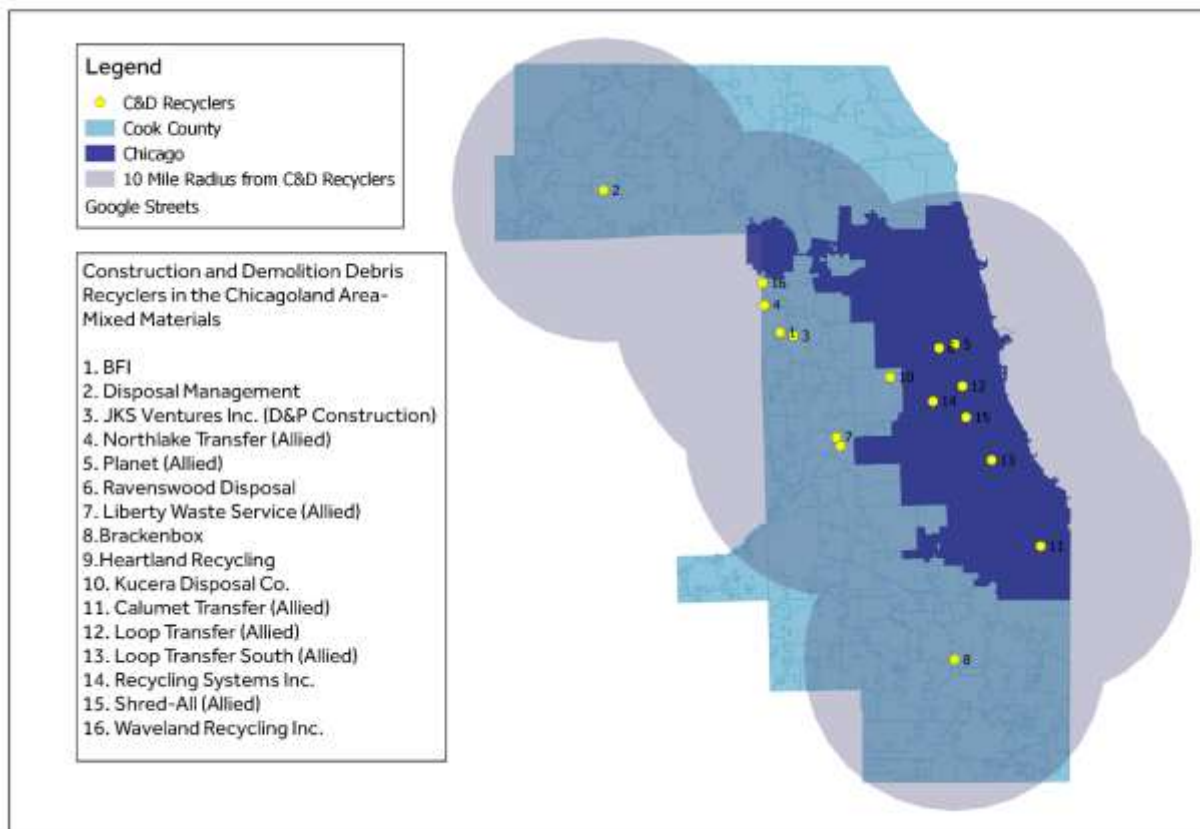 Legend
C&D Recyclers
Cook County
Chicago
10 Mile Radius from C&D Recyclers
Google Streets
Construction and Demolition Debris
Recyclers in the Chicagoland Area-
Mixed Materials
1. BFI
2. Disposal Management
3. JKS Ventures Inc. (D&P Construction)
4. Northlake Transfer (Allied)
5. Planet (Allied)
6. Ravenswood Disposal
7. Liberty Waste Service (Allied)
8.Brackenbox
9.Heartland Recycling
10. Kucera Disposal Co.
11. Calumet Transfer (Allied)
12. Loop Transfer (Allied)
13. Loop Transfer South (Allied)
14. Recycling Systems Inc.
15. Shred-All (Allied)
16. Waveland Recycling Inc.
2
16
4
1
3
5
10
12
14
15
7
13
11
8